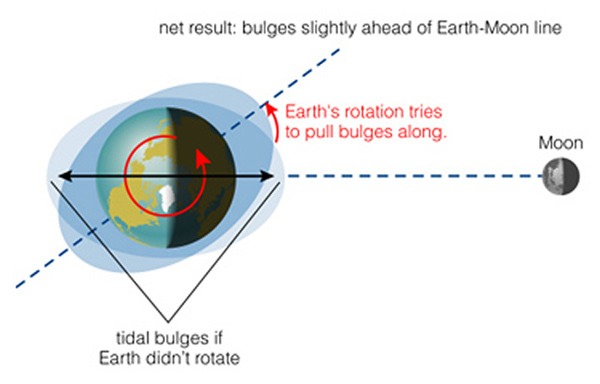 net result: bulges slightly ahead of Earth-Moon line
Earth's rotation tries
to pull bulges along.
Moon
tidal bulges if
Earth didn't rotate